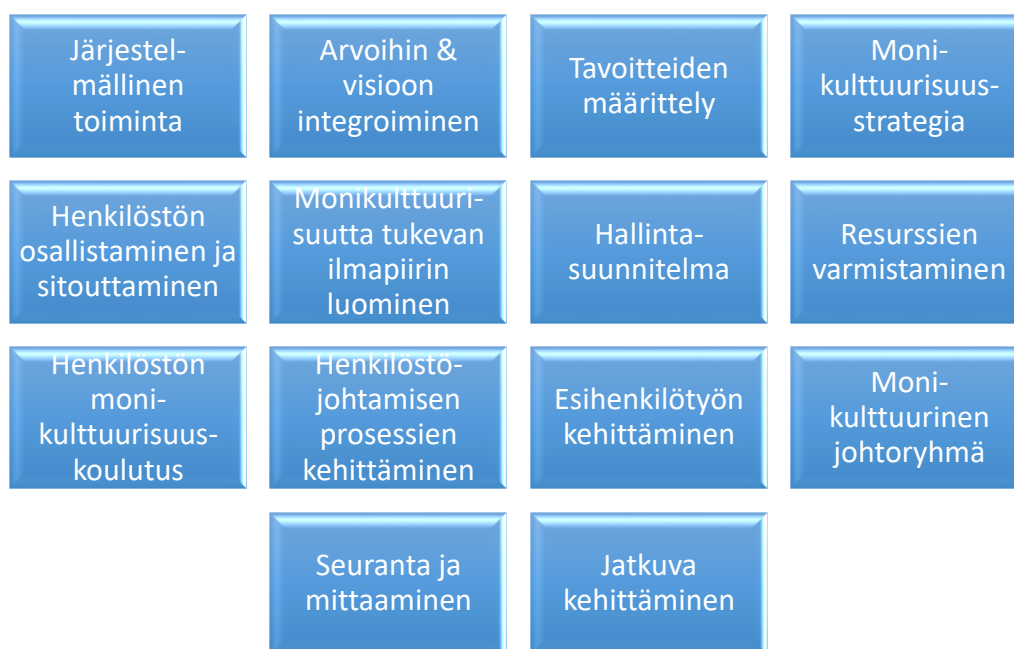 Järjestel-
mällinen
toiminta
Arvoihin &
visioon
integroiminen
Tavoitteiden
määrittely
Moni-
kulttuurisuus-
strategia
Henkilöstön
osallistaminen ja
sitouttaminen
Monikulttuuri-
suutta tukevan
ilmapiirin
luominen
Hallinta-
suunnitelma
Resurssien
varmistaminen
Henkilöstön
moni-
kulttuurisuus-
koulutus
Henkilöstö-
johtamisen
prosessien
kehittäminen
Esihenkilötyön
kehittäminen
Moni-
kulttuurinen
johtoryhmä
Seuranta ja
mittaaminen
Jatkuva
kehittäminen